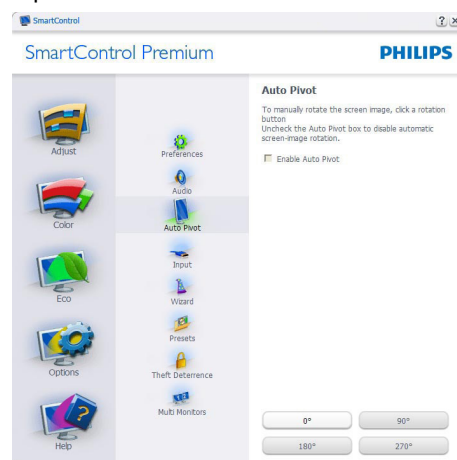 SmartControl
SmartControl Premium
PHILIPS
Adjust
Color
Eco
Options
Help
Preferences
Audio
Auto Pivot
Input
Wizard
Presets
Theft Deterrence
Multi Monitors
Auto Pivot
To manually rotate the screen image, click a rotation
button
Uncheck the Auto Pivot box to disable automatic
screen-image rotation.
Enable Auto Pivot
0°
90°
180°
270°